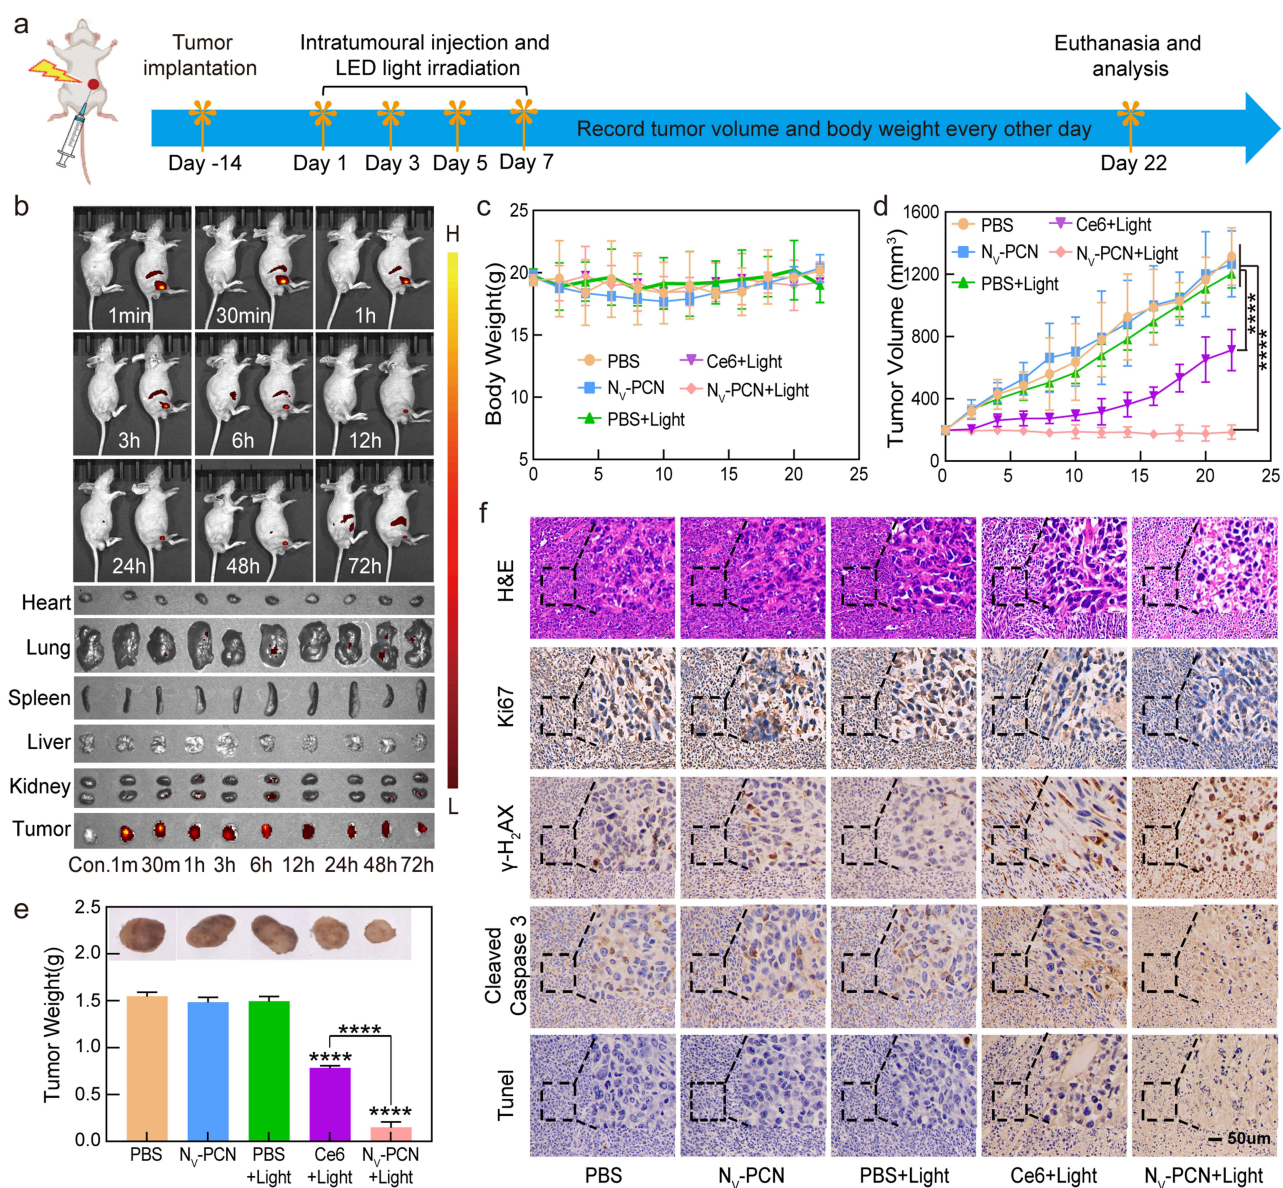 a
Tumor
implantation
Intratumoural injection and
LED light irradiation
Euthanasia and
analysis
Record tumor volume and body weight every other day
Day -14
Day 1
Day 3
Day 5
Day 7
Day 22
b
1min
30min
1h
3h
6h
12h
24h
48h
72h
H
L
Heart
Lung
Spleen
Liver
Kidney
Tumor
Con. 1m 30m 1h 3h 6h 12h 24h 48h 72h
c
Body Weight(g)
25
20
15
10
5
0 5 10 15 20 25
PBS
Nᵥ-PCN
PBS+Light
Ce6+Light
Nᵥ-PCN+Light
d
Tumor Volume (mm³)
1600
1200
800
400
0
0 5 10 15 20 25
PBS
Nᵥ-PCN
PBS+Light
Ce6+Light
Nᵥ-PCN+Light
****
****
e
Tumor Weight(g)
2.5
2.0
1.5
1.0
0.5
0.0
****
****
****
PBS
Nᵥ-PCN
PBS
+Light
Ce6
+Light
Nᵥ-PCN
+Light
f
H&E
Ki67
γ-H₂AX
Cleaved
Caspase 3
Tunel
50um
PBS
Nᵥ-PCN
PBS+Light
Ce6+Light
Nᵥ-PCN+Light